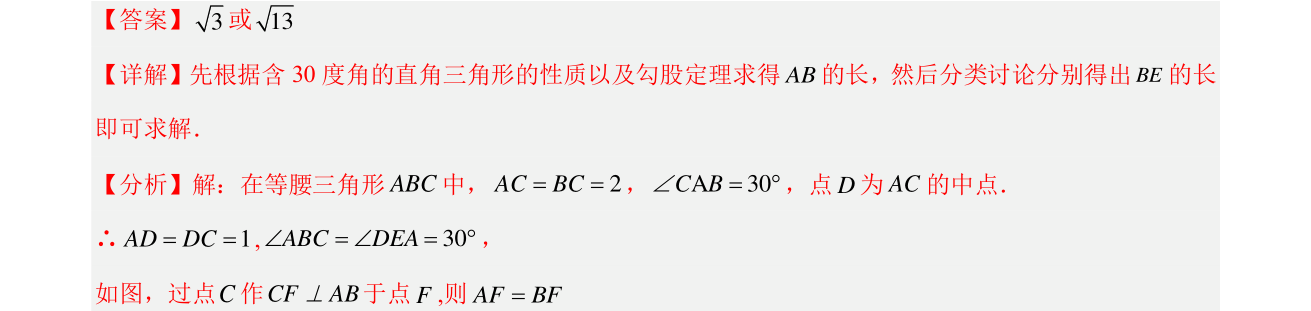 【答案】√3或√13
【详解】先根据含 30 度角的直角三角形的性质以及勾股定理求得 AB 的长，然后分类讨论分别得出 BE 的长
即可求解．
【分析】解：在等腰三角形 ABC 中， AC = BC = 2 ， ∠CAB = 30° ，点 D 为 AC 的中点．
∴ AD = DC = 1 , ∠ABC = ∠DEA = 30° ，
如图，过点 C 作 CF ⊥ AB 于点 F ,则 AF = BF